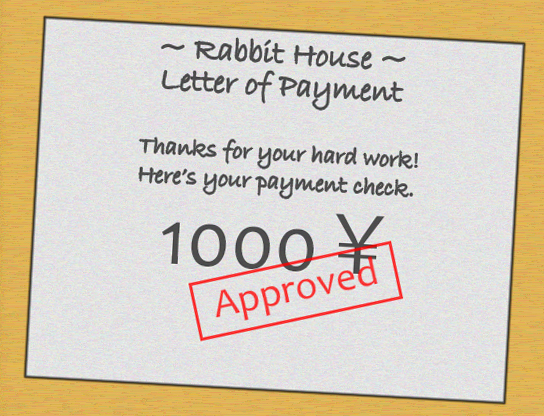 ~ Rabbit House ~
Letter of Payment
Thanks for your hard work!
Here's your payment check.
1000 ¥
Approved